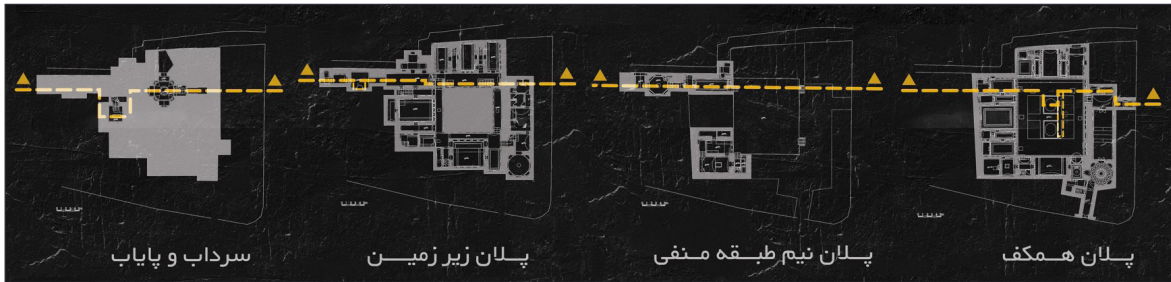 پلان همکف
پلان نیم طبقه منفی
پلان زیر زمین
سرداب و پایاب